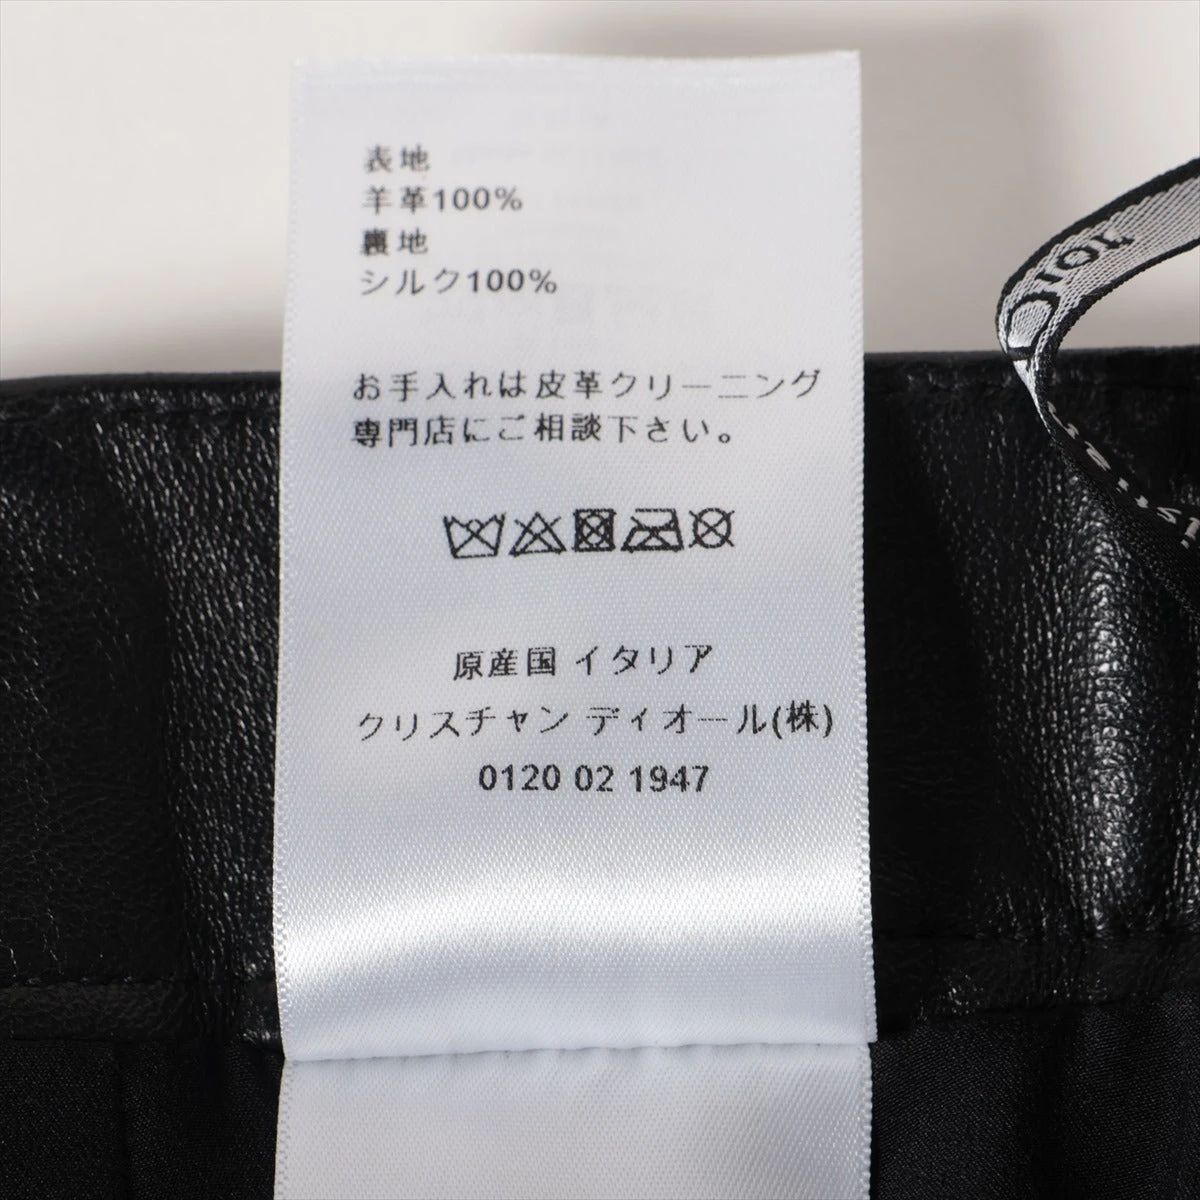 表地
羊革100%
裏地
シルク100%
お手入れは皮革クリーニング
専門店にご相談下さい。
原産国 イタリア
クリスチャン ディオール(株)
0120 02 1947
Dior